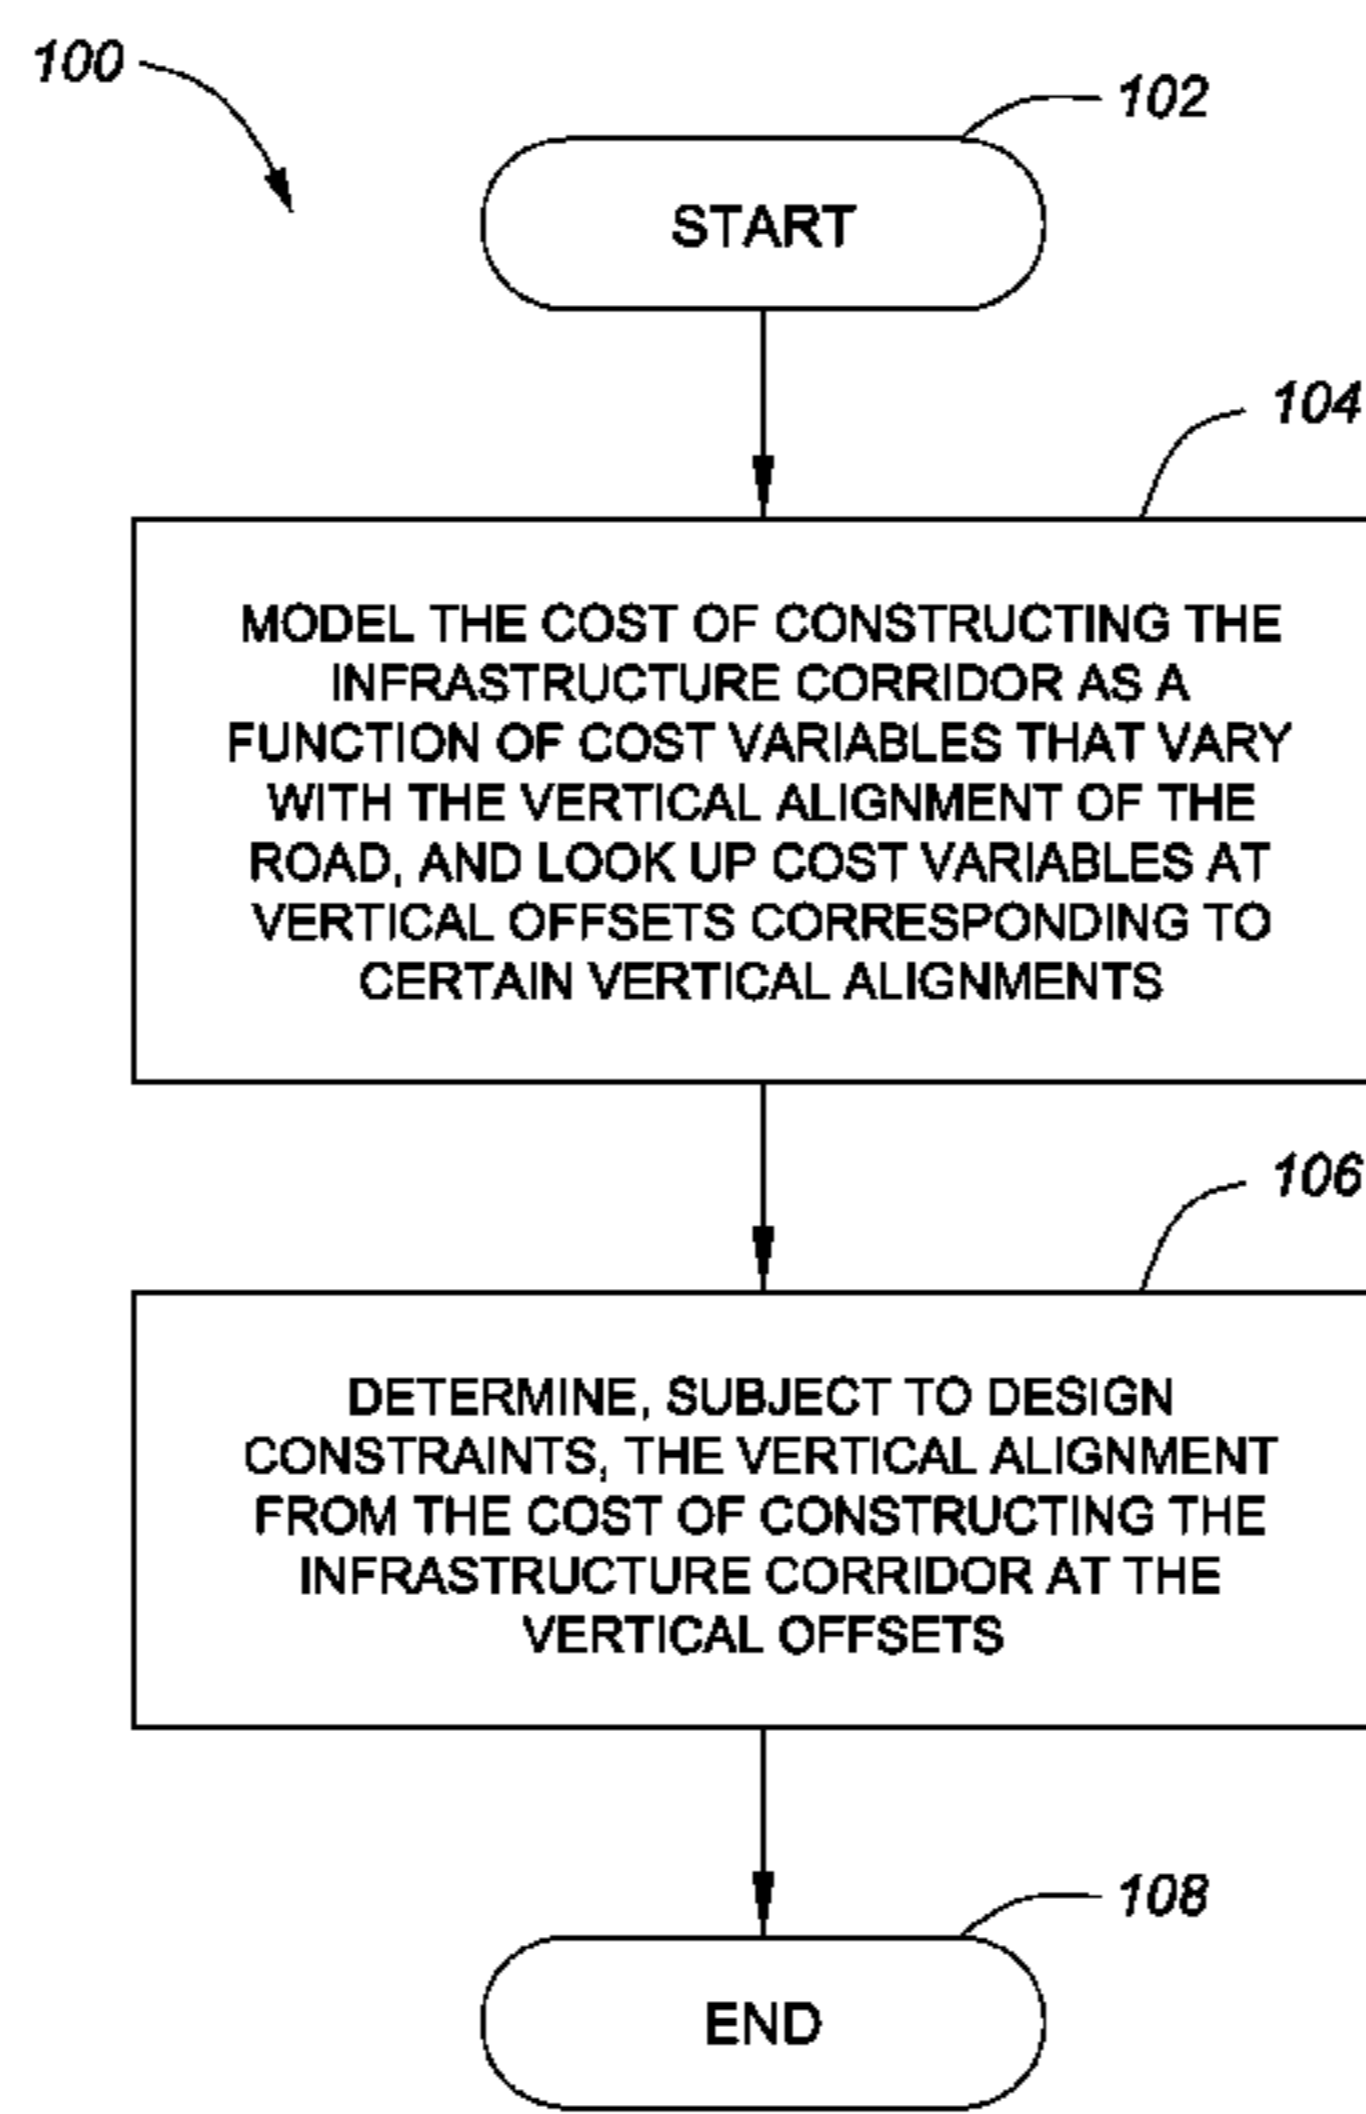 100
102
START
104
MODEL THE COST OF CONSTRUCTING THE
INFRASTRUCTURE CORRIDOR AS A
FUNCTION OF COST VARIABLES THAT VARY
WITH THE VERTICAL ALIGNMENT OF THE
ROAD, AND LOOK UP COST VARIABLES AT
VERTICAL OFFSETS CORRESPONDING TO
CERTAIN VERTICAL ALIGNMENTS
106
DETERMINE, SUBJECT TO DESIGN
CONSTRAINTS, THE VERTICAL ALIGNMENT
FROM THE COST OF CONSTRUCTING THE
INFRASTRUCTURE CORRIDOR AT THE
VERTICAL OFFSETS
108
END